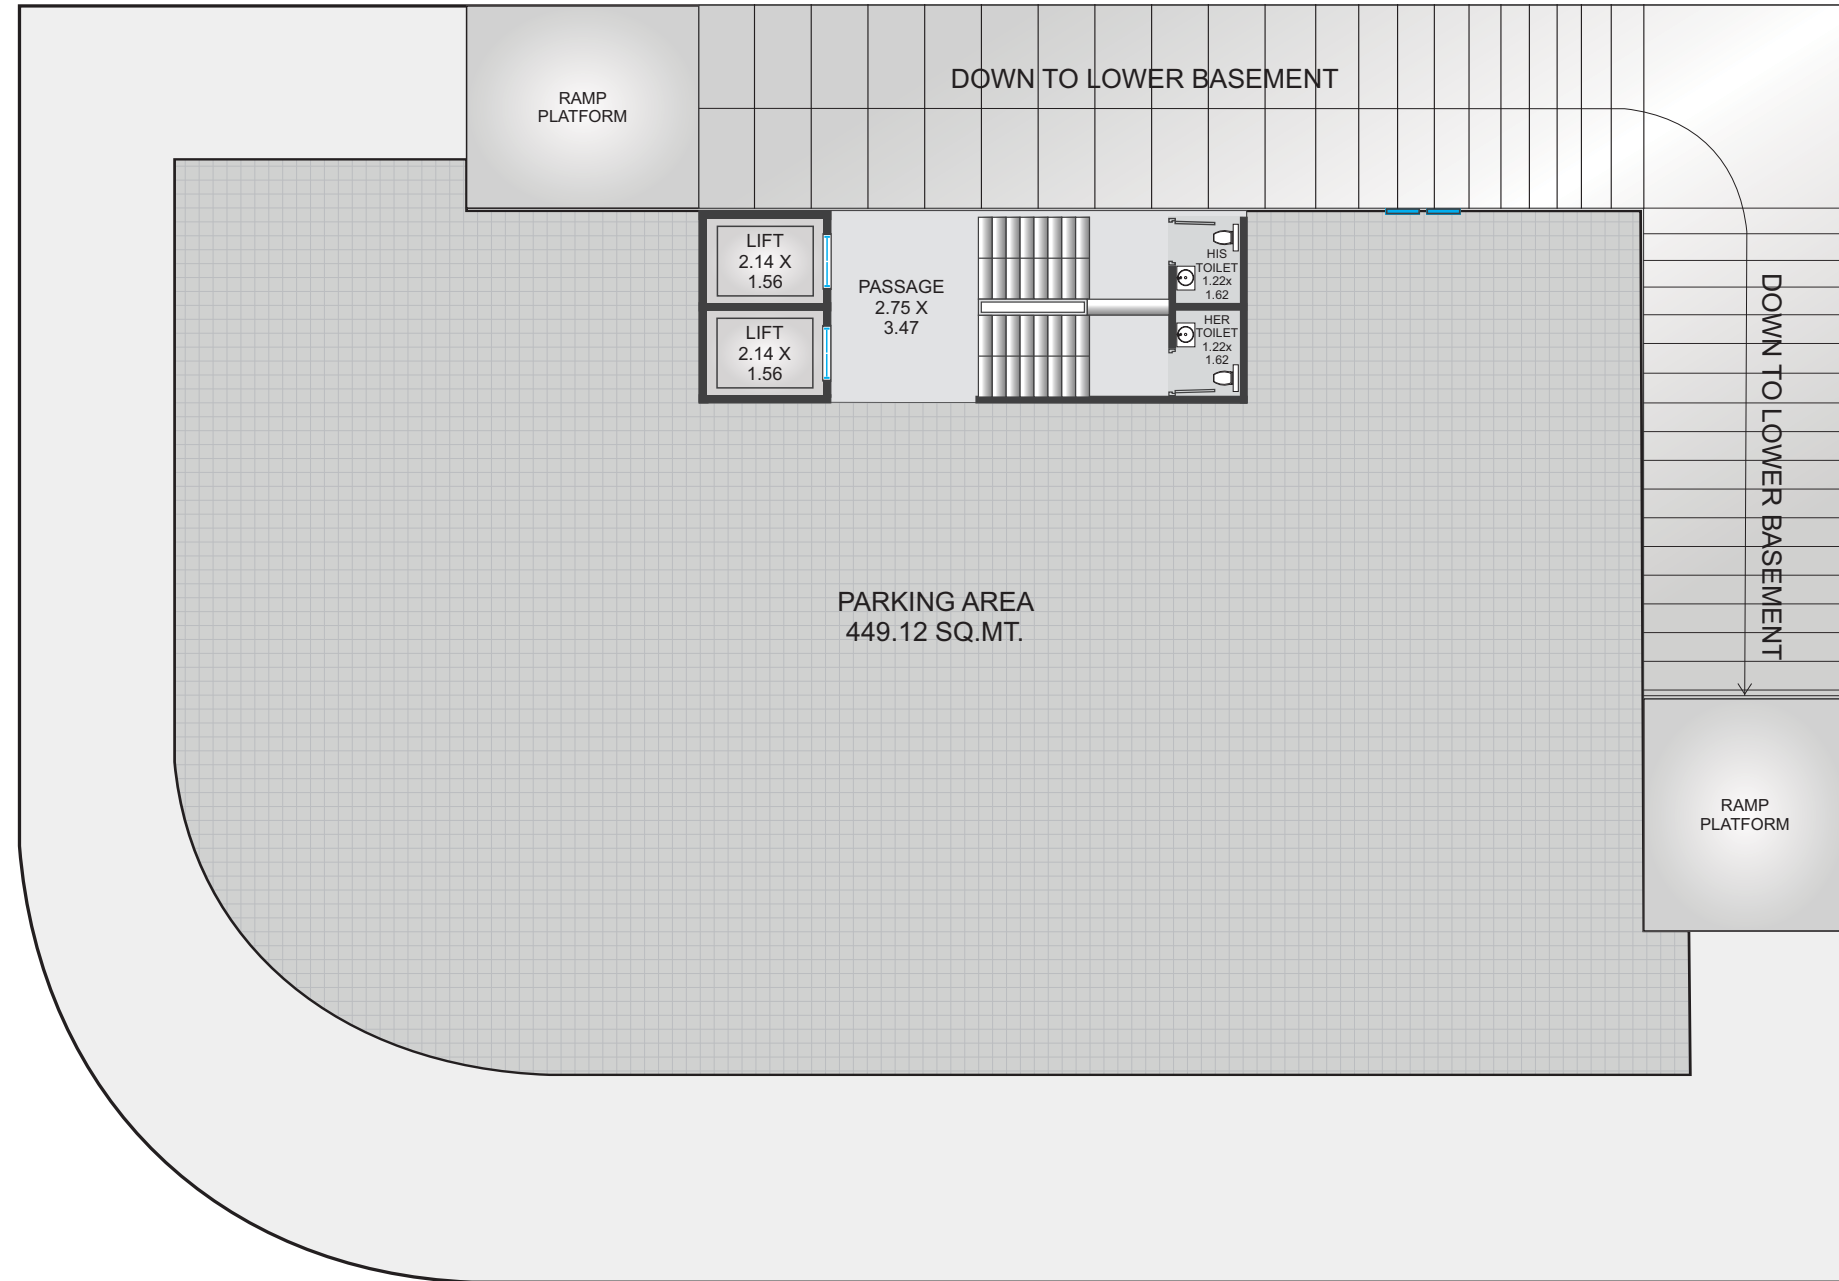 DOWN TO LOWER BASEMENT
RAMP
PLATFORM
LIFT
2.14 X
1.56
PASSAGE
2.75 X
3.47
HIS
TOILET
1.22x
1.62
LIFT
2.14 X
1.56
HER
TOILET
1.22x
1.62
DOWN TO LOWER BASEMENT
PARKING AREA
449.12 SQ.MT.
RAMP
PLATFORM